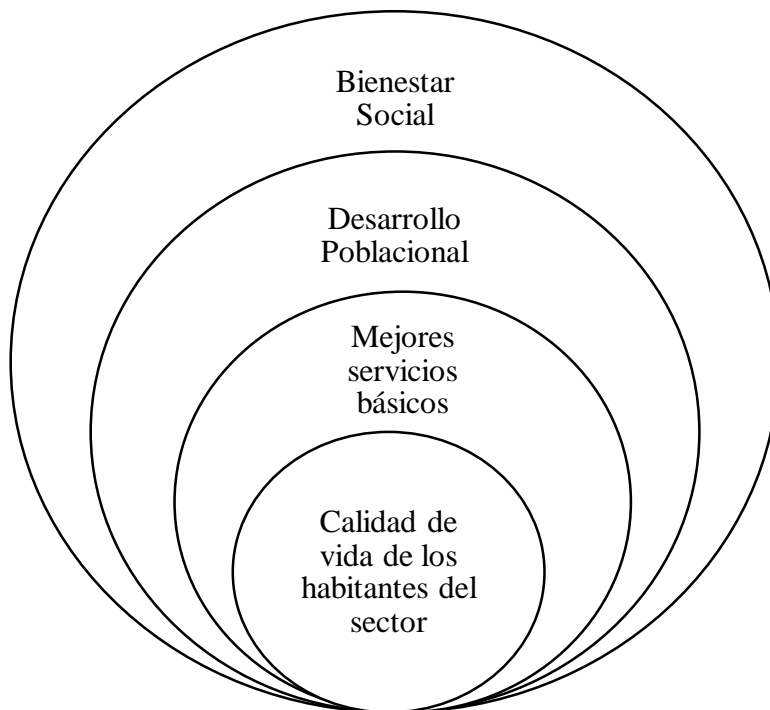 Bienestar
Social
Desarrollo
Poblacional
Mejores
servicios
básicos
Calidad de
vida de los
habitantes del
sector